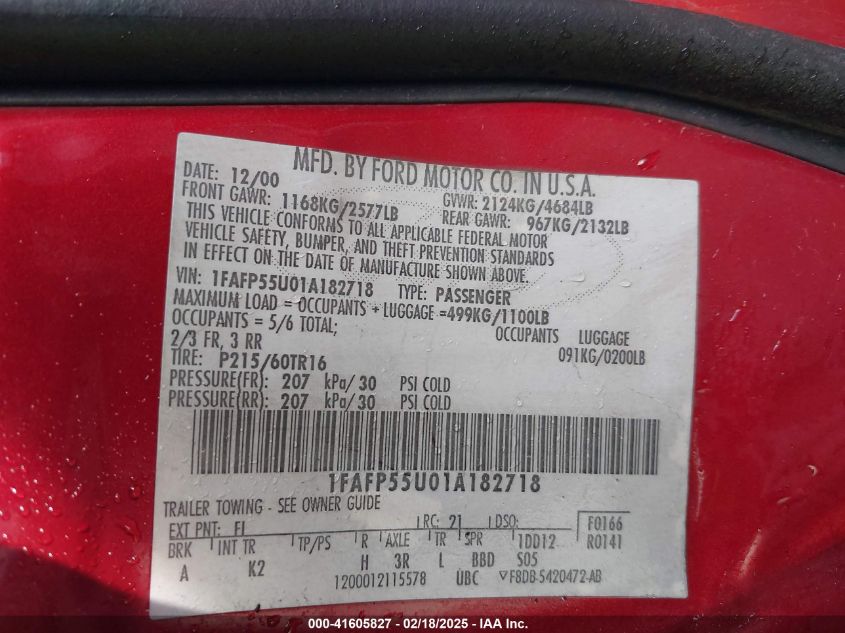 MFD. BY FORD MOTOR CO. IN U.S.A.
DATE: 12/00 GVWR: 2124KG/4684LB
FRONT GAWR: 1168KG/2577LB REAR GAWR: 967KG/2132LB
THIS VEHICLE CONFORMS TO ALL APPLICABLE FEDERAL MOTOR
VEHICLE SAFETY, BUMPER, AND THEFT PREVENTION STANDARDS
IN EFFECT ON THE DATE OF MANUFACTURE SHOWN ABOVE.
VIN: 1FAFP55U01A182718 TYPE: PASSENGER
MAXIMUM LOAD = OCCUPANTS + LUGGAGE =499KG/1100LB
OCCUPANTS = 5/6 TOTAL; OCCUPANTS LUGGAGE
2/3 FR, 3 RR 091KG/0200LB
TIRE: P215/60TR16
PRESSURE(FR) 207 kPa/30 PSI COLD
PRESSURE(RR) 207 kPa/30 PSI COLD
1FAFP55U01A182718
TRAILER TOWING - SEE OWNER GUIDE
EXT PNT: FI RC: 21 DSO: F0166
BRK INT TR TP/PS R AXLE TR SPR 1DD12 R0141
A K2 H 3R L BBD S05
1200012115578 UBC ▽F8DB-5420472-AB
000-41605827 - 02/18/2025 - IAAI, Inc.